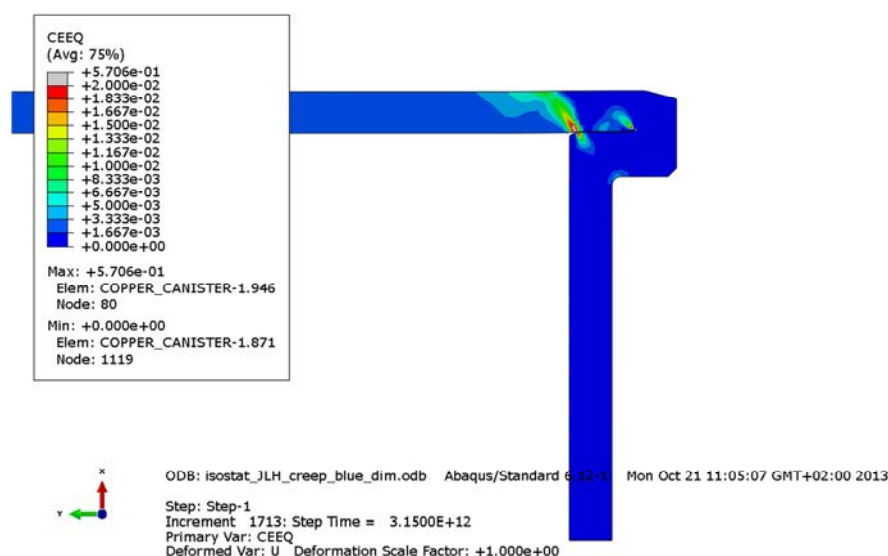 CEEQ
(Avg: 75%)
+5.706e-01
+2.000e-02
+1.833e-02
+1.667e-02
+1.500e-02
+1.333e-02
+1.167e-02
+1.000e-02
+8.333e-03
+6.667e-03
+5.000e-03
+3.333e-03
+1.667e-03
+0.000e+00
Max: +5.706e-01
Elem: COPPER_CANISTER-1.946
Node: 80
Min: +0.000e+00
Elem: COPPER_CANISTER-1.871
Node: 1119
X
Y
ODB: isostat_JLH_creep_blue_dim.odb Abaqus/Standard 6.12-1 Mon Oct 21 11:05:07 GMT+02:00 2013
Step: Step-1
Increment 1713: Step Time = 3.1500E+12
Primary Var: CEEQ
Deformed Var: U Deformation Scale Factor: +1.000e+00